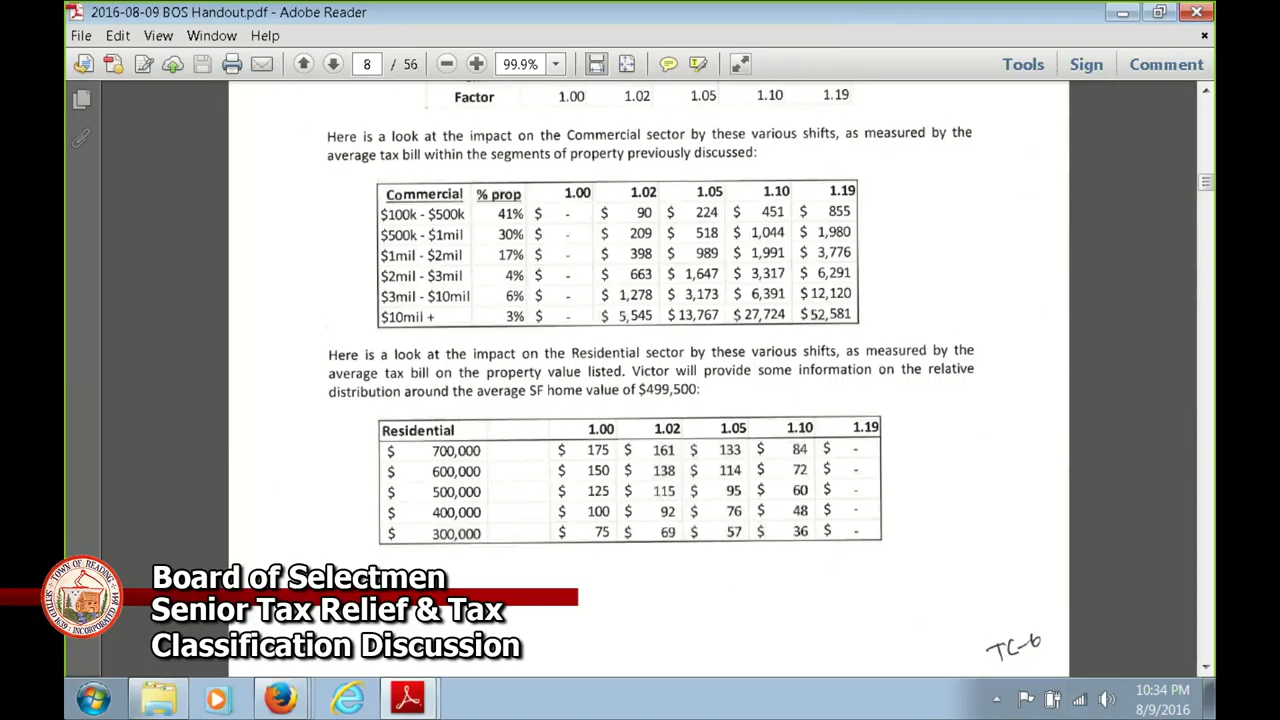 2016-08-09 BOS Handout.pdf - Adobe Reader
File Edit View Window Help
8 / 56 99.9% Tools Sign Comment
Factor 1.00 1.02 1.05 1.10 1.19
Here is a look at the impact on the Commercial sector by these various shifts, as measured by the
average tax bill within the segments of property previously discussed:
Commercial % prop 1.00 1.02 1.05 1.10 1.19
$100k - $500k 41% $ - $ 90 $ 224 $ 451 $ 855
$500k - $1mil 30% $ - $ 209 $ 518 $ 1,044 $ 1,980
$1mil - $2mil 17% $ - $ 398 $ 989 $ 1,991 $ 3,776
$2mil - $3mil 4% $ - $ 663 $ 1,647 $ 3,317 $ 6,291
$3mil - $10mil 6% $ - $ 1,278 $ 3,173 $ 6,391 $ 12,120
$10mil + 3% $ - $ 5,545 $ 13,767 $ 27,724 $ 52,581
Here is a look at the impact on the Residential sector by these various shifts, as measured by the
average tax bill on the property value listed. Victor will provide some information on the relative
distribution around the average SF home value of $499,500:
Residential 1.00 1.02 1.05 1.10 1.19
$ 700,000 $ 175 $ 161 $ 133 $ 84 $ -
$ 600,000 $ 150 $ 138 $ 114 $ 72 $ -
$ 500,000 $ 125 $ 115 $ 95 $ 60 $ -
$ 400,000 $ 100 $ 92 $ 76 $ 48 $ -
$ 300,000 $ 75 $ 69 $ 57 $ 36 $ -
TOWN OF READING
SETTLED 1639 INCORPORATED 1644
Board of Selectmen
Senior Tax Relief & Tax
Classification Discussion
TC-6
10:34 PM
8/9/2016